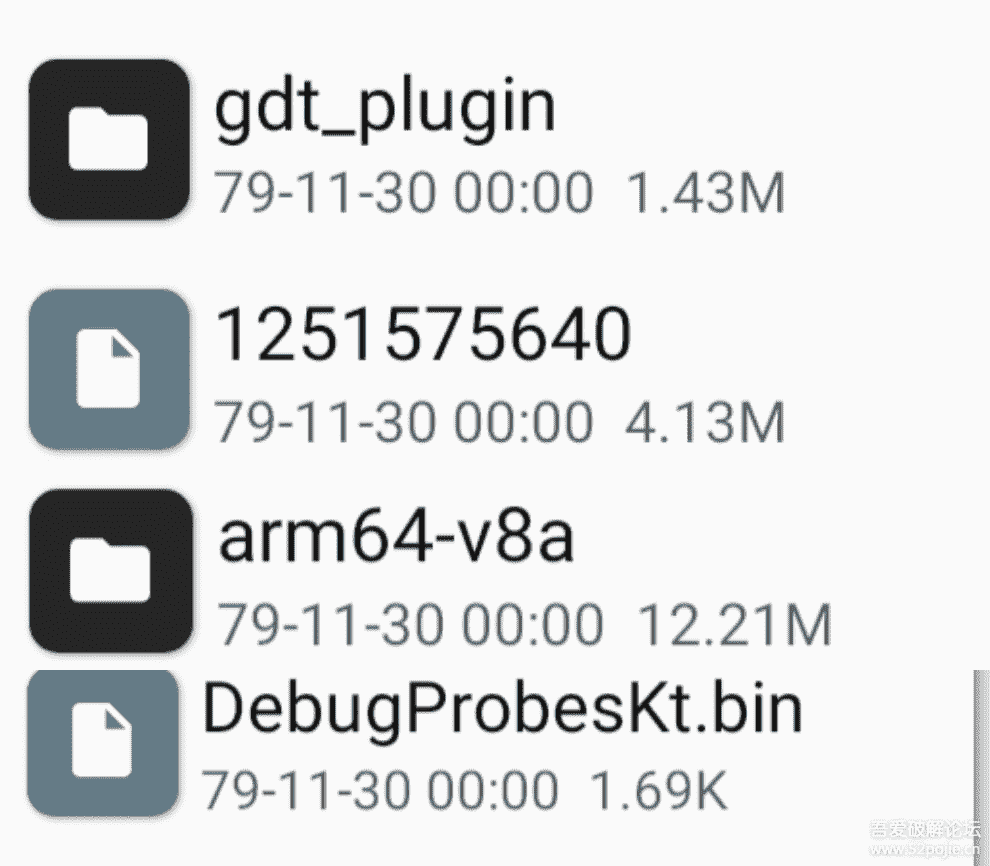 gdt_plugin
79-11-30 00:00 1.43M
1251575640
79-11-30 00:00 4.13M
arm64-v8a
79-11-30 00:00 12.21M
DebugProbesKt.bin
79-11-30 00:00 1.69K
吾爱破解论坛
www.52pojie.cn